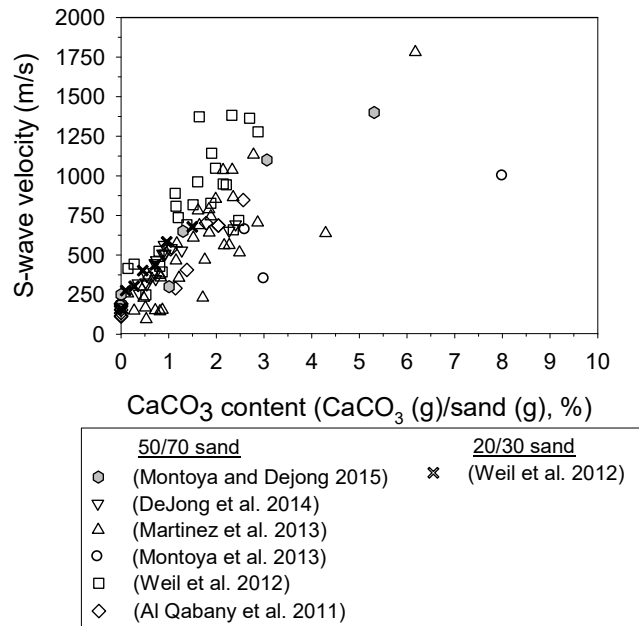 2000
1750
1500
1250
1000
750
500
250
0
S-wave velocity (m/s)
0 1 2 3 4 5 6 7 8 9 10
CaCO3 content (CaCO3 (g)/sand (g), %)
50/70 sand
(Montoya and Dejong 2015)
(DeJong et al. 2014)
(Martinez et al. 2013)
(Montoya et al. 2013)
(Weil et al. 2012)
(Al Qabany et al. 2011)
20/30 sand
(Weil et al. 2012)